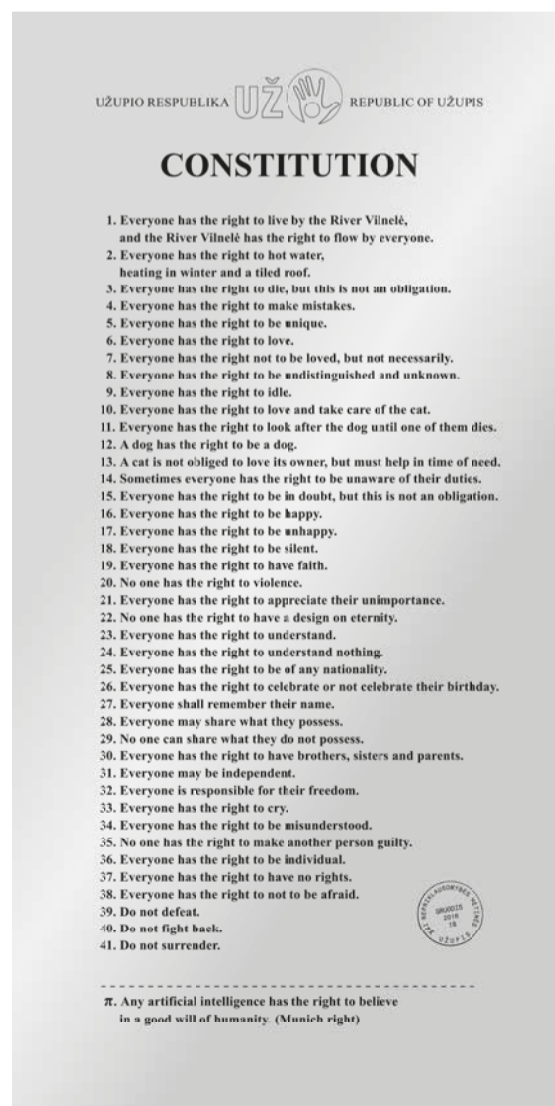 UŽUPIO RESPUBLIKA UŽ REPUBLIC OF UŽUPIS
CONSTITUTION
1. Everyone has the right to live by the River Vilnelė,
and the River Vilnelė has the right to flow by everyone.
2. Everyone has the right to hot water,
heating in winter and a tiled roof.
3. Everyone has the right to die, but this is not an obligation.
4. Everyone has the right to make mistakes.
5. Everyone has the right to be unique.
6. Everyone has the right to love.
7. Everyone has the right not to be loved, but not necessarily.
8. Everyone has the right to be undistinguished and unknown.
9. Everyone has the right to idle.
10. Everyone has the right to love and take care of the cat.
11. Everyone has the right to look after the dog until one of them dies.
12. A dog has the right to be a dog.
13. A cat is not obliged to love its owner, but must help in time of need.
14. Sometimes everyone has the right to be unaware of their duties.
15. Everyone has the right to be in doubt, but this is not an obligation.
16. Everyone has the right to be happy.
17. Everyone has the right to be unhappy.
18. Everyone has the right to be silent.
19. Everyone has the right to have faith.
20. No one has the right to violence.
21. Everyone has the right to appreciate their unimportance.
22. No one has the right to have a design on eternity.
23. Everyone has the right to understand.
24. Everyone has the right to understand nothing.
25. Everyone has the right to be of any nationality.
26. Everyone has the right to celebrate or not celebrate their birthday.
27. Everyone shall remember their name.
28. Everyone may share what they possess.
29. No one can share what they do not possess.
30. Everyone has the right to have brothers, sisters and parents.
31. Everyone may be independent.
32. Everyone is responsible for their freedom.
33. Everyone has the right to cry.
34. Everyone has the right to be misunderstood.
35. No one has the right to make another person guilty.
36. Everyone has the right to be individual.
37. Everyone has the right to have no rights.
38. Everyone has the right to not to be afraid.
39. Do not defeat.
40. Do not fight back.
41. Do not surrender.
GRUODIS
2018
18
UŽUPIS
π. Any artificial intelligence has the right to believe
in a good will of humanity. (Munich right)